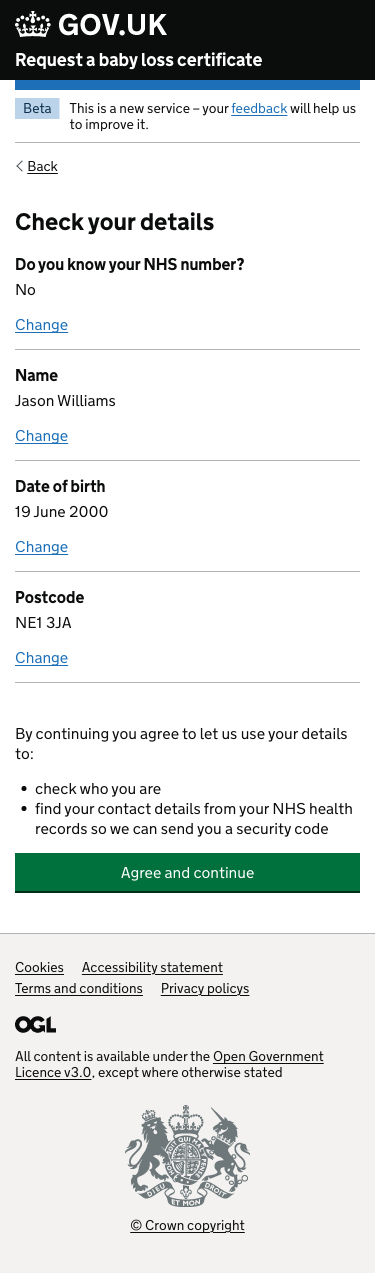 GOV.UK
Request a baby loss certificate
Beta
This is a new service – your feedback will help us
to improve it.
Back
Check your details
Do you know your NHS number?
No
Change
Name
Jason Williams
Change
Date of birth
19 June 2000
Change
Postcode
NE1 3JA
Change
By continuing you agree to let us use your details
to:
• check who you are
• find your contact details from your NHS health
records so we can send you a security code
Agree and continue
Cookies Accessibility statement
Terms and conditions Privacy policys
OGL
All content is available under the Open Government
Licence v3.0, except where otherwise stated
DIEU ET MON DROIT
© Crown copyright